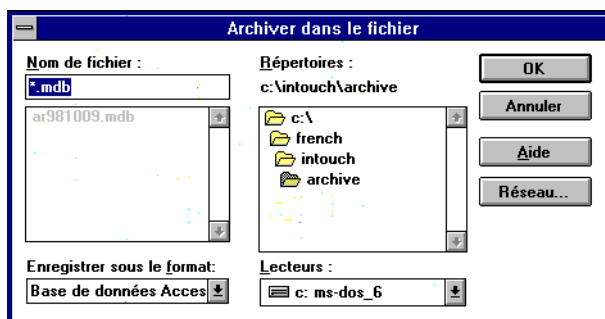 Archiver dans le fichier
Nom de fichier :
*.mdb
ar981009.mdb
Enregistrer sous le format:
Base de données Acces
Répertoires :
c:\intouch\archive
c:\
french
intouch
archive
Lecteurs :
c: ms-dos_6
OK
Annuler
Aide
Réseau...